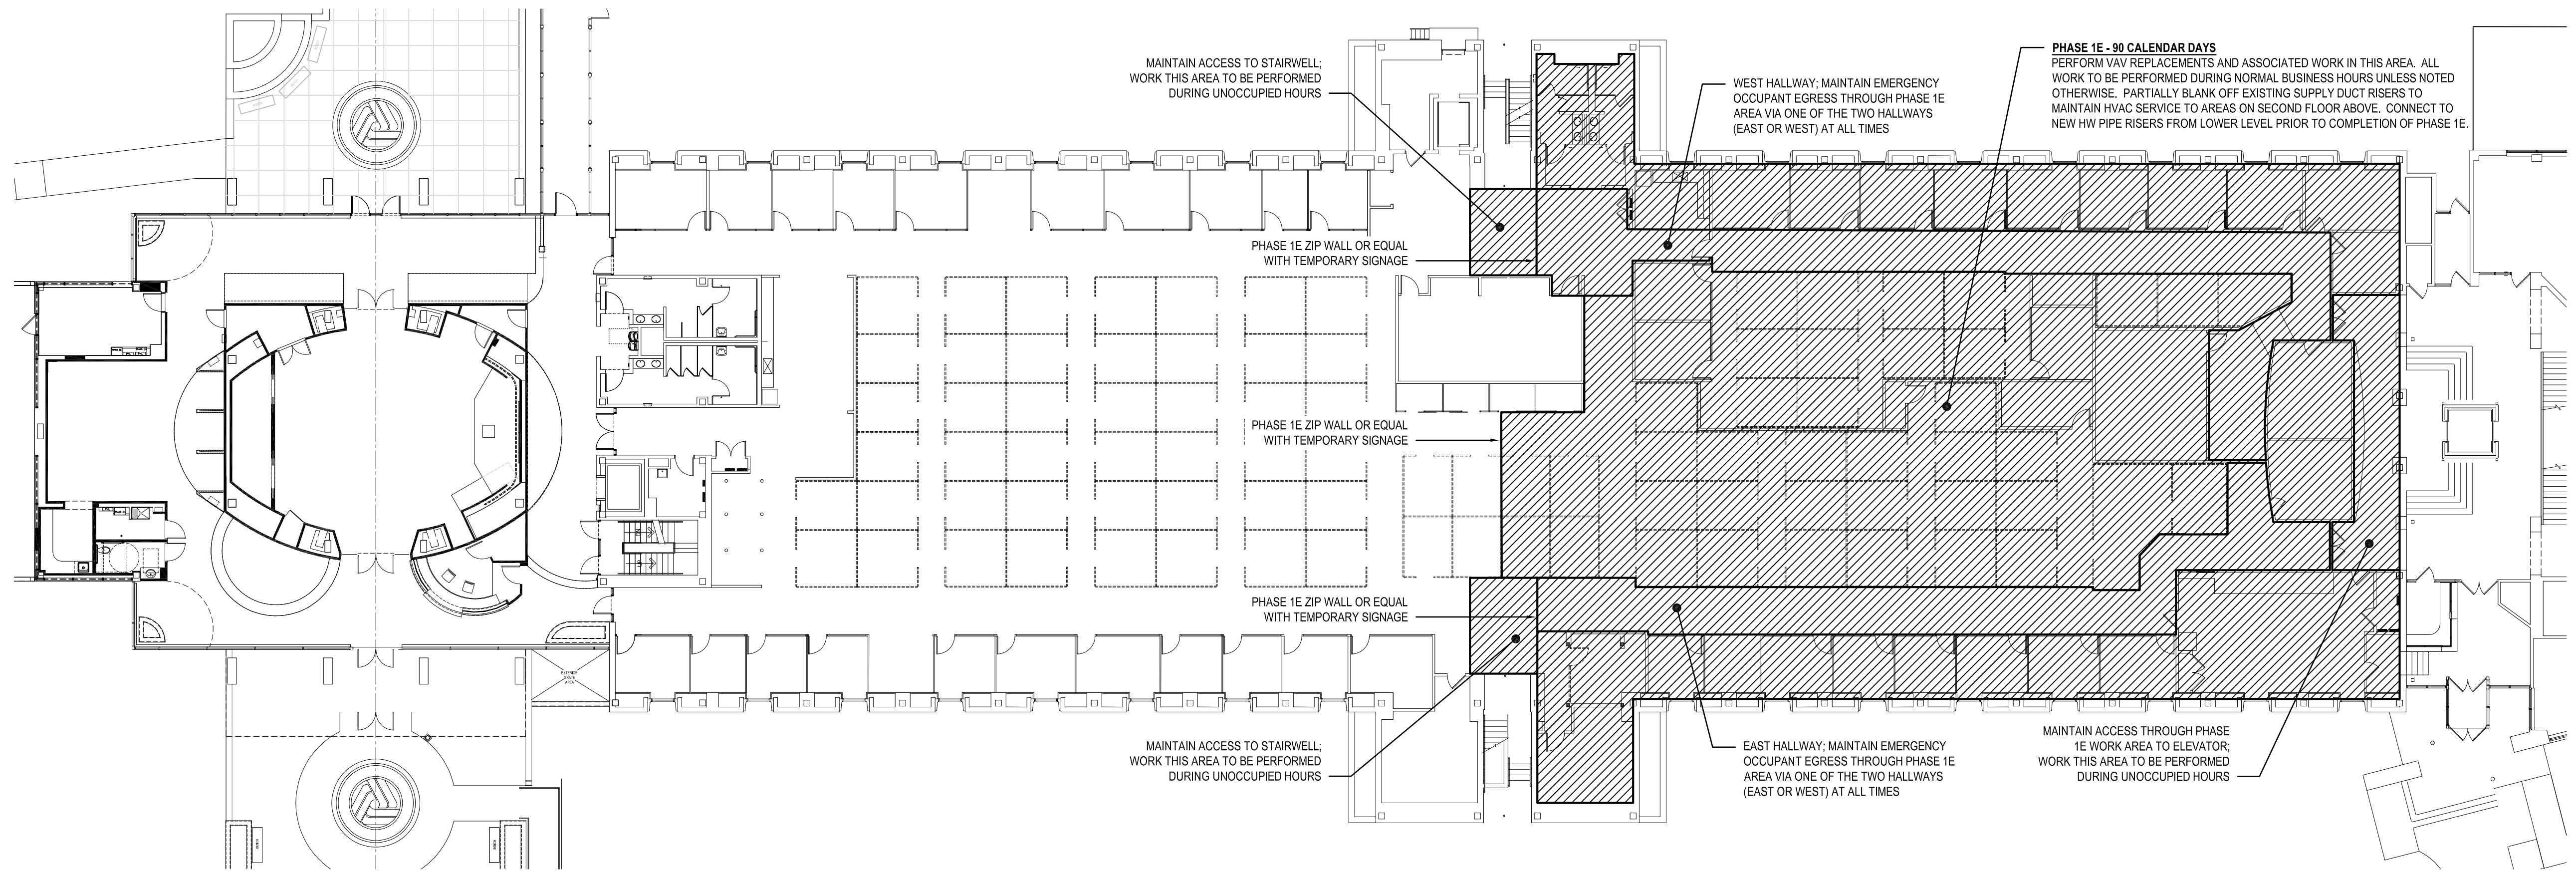 MAINTAIN ACCESS TO STAIRWELL;
WORK THIS AREA TO BE PERFORMED
DURING UNOCCUPIED HOURS
WEST HALLWAY; MAINTAIN EMERGENCY
OCCUPANT EGRESS THROUGH PHASE 1E
AREA VIA ONE OF THE TWO HALLWAYS
(EAST OR WEST) AT ALL TIMES
PHASE 1E - 90 CALENDAR DAYS
PERFORM VAV REPLACEMENTS AND ASSOCIATED WORK IN THIS AREA. ALL
WORK TO BE PERFORMED DURING NORMAL BUSINESS HOURS UNLESS NOTED
OTHERWISE. PARTIALLY BLANK OFF EXISTING SUPPLY DUCT RISERS TO
MAINTAIN HVAC SERVICE TO AREAS ON SECOND FLOOR ABOVE. CONNECT TO
NEW HW PIPE RISERS FROM LOWER LEVEL PRIOR TO COMPLETION OF PHASE 1E.
PHASE 1E ZIP WALL OR EQUAL
WITH TEMPORARY SIGNAGE
PHASE 1E ZIP WALL OR EQUAL
WITH TEMPORARY SIGNAGE
PHASE 1E ZIP WALL OR EQUAL
WITH TEMPORARY SIGNAGE
EXTERIOR
GRATE
AREA
MAINTAIN ACCESS TO STAIRWELL;
WORK THIS AREA TO BE PERFORMED
DURING UNOCCUPIED HOURS
EAST HALLWAY; MAINTAIN EMERGENCY
OCCUPANT EGRESS THROUGH PHASE 1E
AREA VIA ONE OF THE TWO HALLWAYS
(EAST OR WEST) AT ALL TIMES
MAINTAIN ACCESS THROUGH PHASE
1E WORK AREA TO ELEVATOR;
WORK THIS AREA TO BE PERFORMED
DURING UNOCCUPIED HOURS